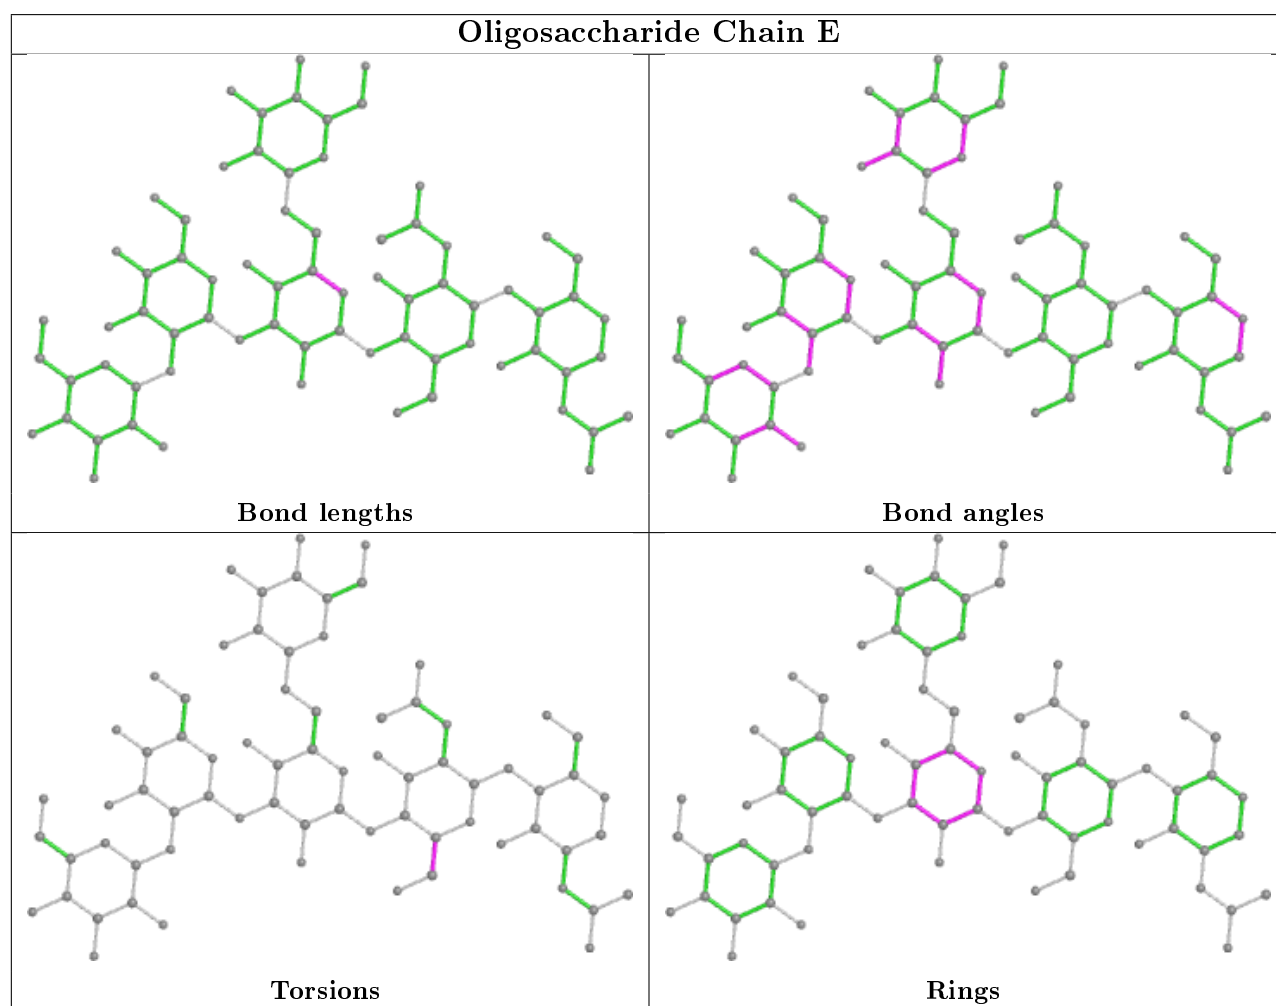 Oligosaccharide Chain E
Bond lengths
Bond angles
Torsions
Rings